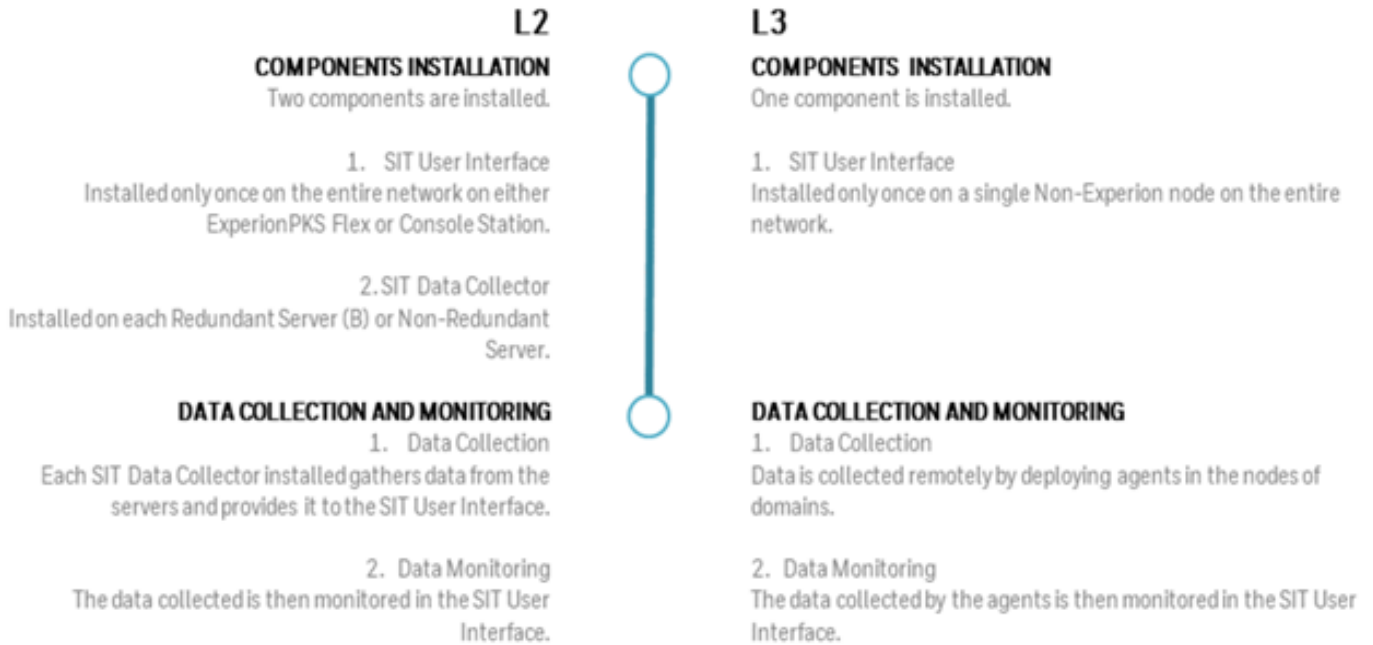 L2
COMPONENTS INSTALLATION
Two components are installed.
1. SIT User Interface
Installed only once on the entire network on either
ExperionPKS Flex or Console Station.
2. SIT Data Collector
Installed on each Redundant Server (B) or Non-Redundant
Server.
DATA COLLECTION AND MONITORING
1. Data Collection
Each SIT Data Collector installed gathers data from the
servers and provides it to the SIT User Interface.
2. Data Monitoring
The data collected is then monitored in the SIT User
Interface.
L3
COMPONENTS INSTALLATION
One component is installed.
1. SIT User Interface
Installed only once on a single Non-Experion node on the entire
network.
DATA COLLECTION AND MONITORING
1. Data Collection
Data is collected remotely by deploying agents in the nodes of
domains.
2. Data Monitoring
The data collected by the agents is then monitored in the SIT User
Interface.